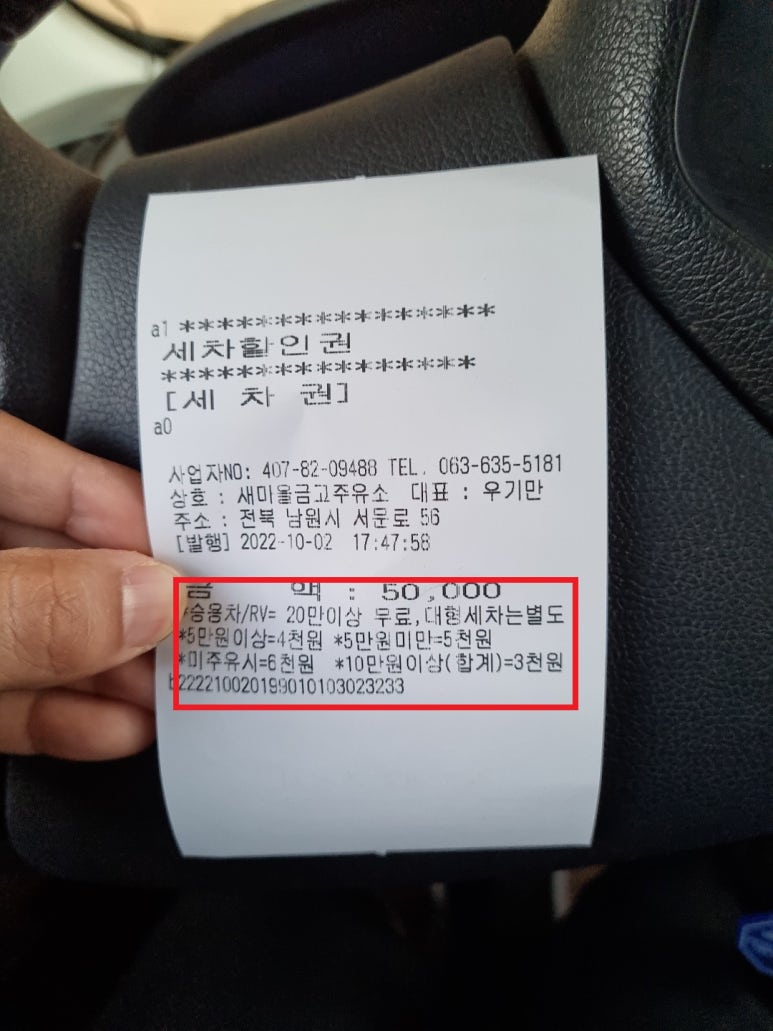 a1 ****************
세차할인권
****************
[세 차 권]
a0
사업자NO: 407-82-09488 TEL. 063-635-5181
상호 : 새마을금고주유소 대표 : 우기만
주소 : 전북 남원시 서문로 56
[발행] 2022-10-02 17:47:58
금 액 : 50,000
*승용차/RV= 20만이상 무료,대형세차는별도
*5만원이상=4천원 *5만원미만=5천원
*미주유시=6천원 *10만원이상(합계)=3천원
b222210020199010103023233